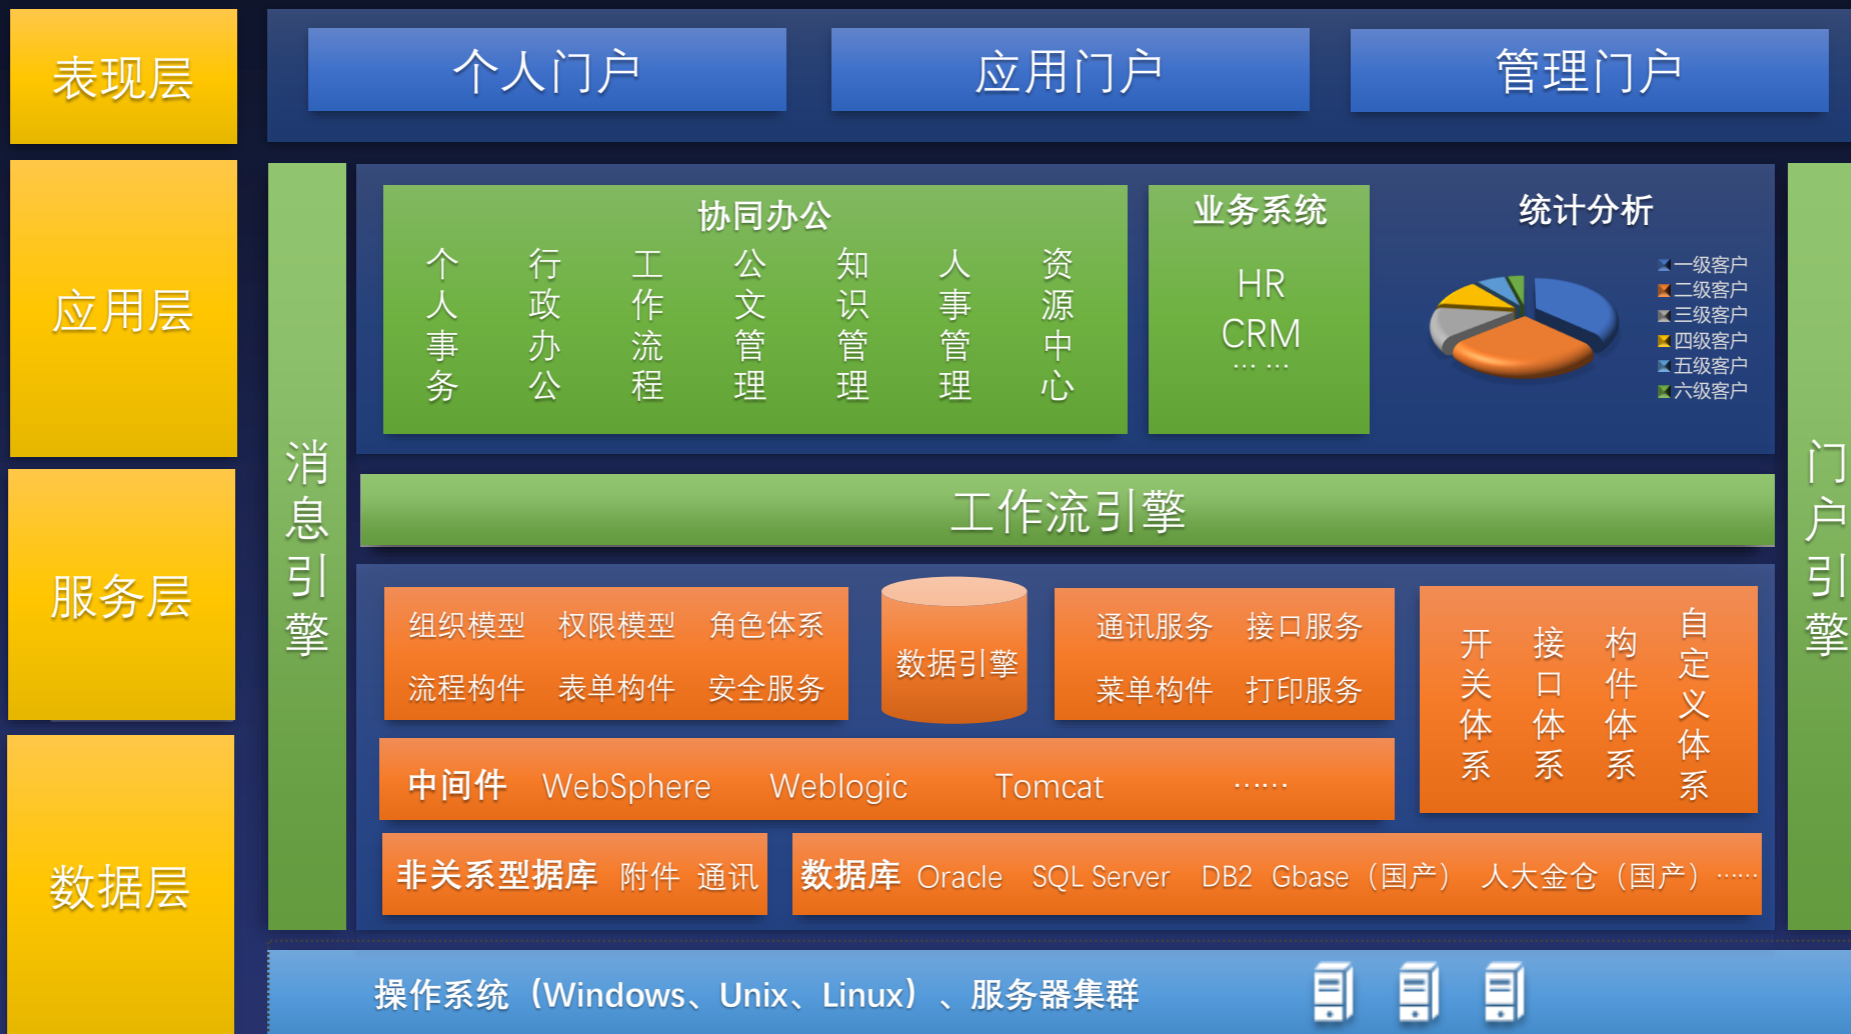 表现层
个人门户
应用门户
管理门户
应用层
协同办公
个人事务
行政办公
工作流程
公文管理
知识管理
人事管理
资源中心
业务系统
HR
CRM
... ...
统计分析
一级客户
二级客户
三级客户
四级客户
五级客户
六级客户
消息引擎
门户引擎
工作流引擎
服务层
组织模型 权限模型 角色体系
流程构件 表单构件 安全服务
数据引擎
通讯服务 接口服务
菜单构件 打印服务
开关体系
接口体系
构件体系
自定义体系
中间件 WebSphere Weblogic Tomcat ······
数据层
非关系型据库 附件 通讯
数据库 Oracle SQL Server DB2 Gbase（国产） 人大金仓（国产）······
操作系统（Windows、Unix、Linux）、服务器集群